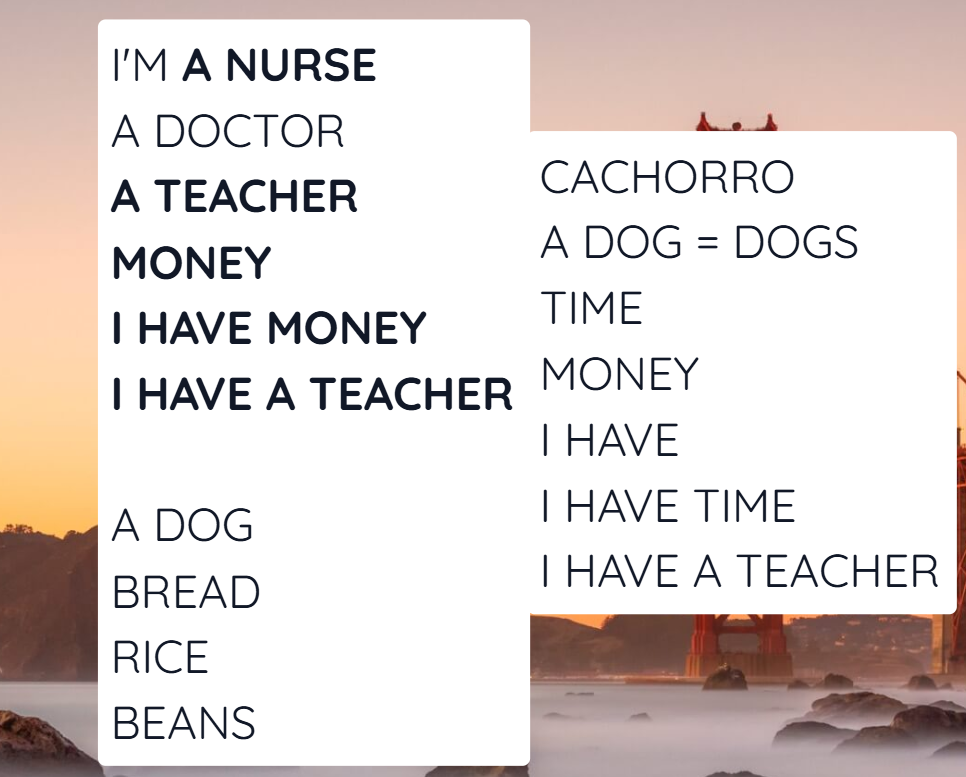 I'M A NURSE
A DOCTOR
A TEACHER
MONEY
I HAVE MONEY
I HAVE A TEACHER
A DOG
BREAD
RICE
BEANS
CACHORRO
A DOG = DOGS
TIME
MONEY
I HAVE
I HAVE TIME
I HAVE A TEACHER